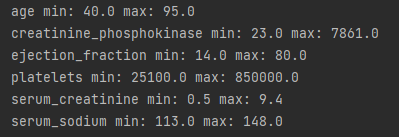 age min: 40.0 max: 95.0
creatinine_phosphokinase min: 23.0 max: 7861.0
ejection_fraction min: 14.0 max: 80.0
platelets min: 25100.0 max: 850000.0
serum_creatinine min: 0.5 max: 9.4
serum_sodium min: 113.0 max: 148.0